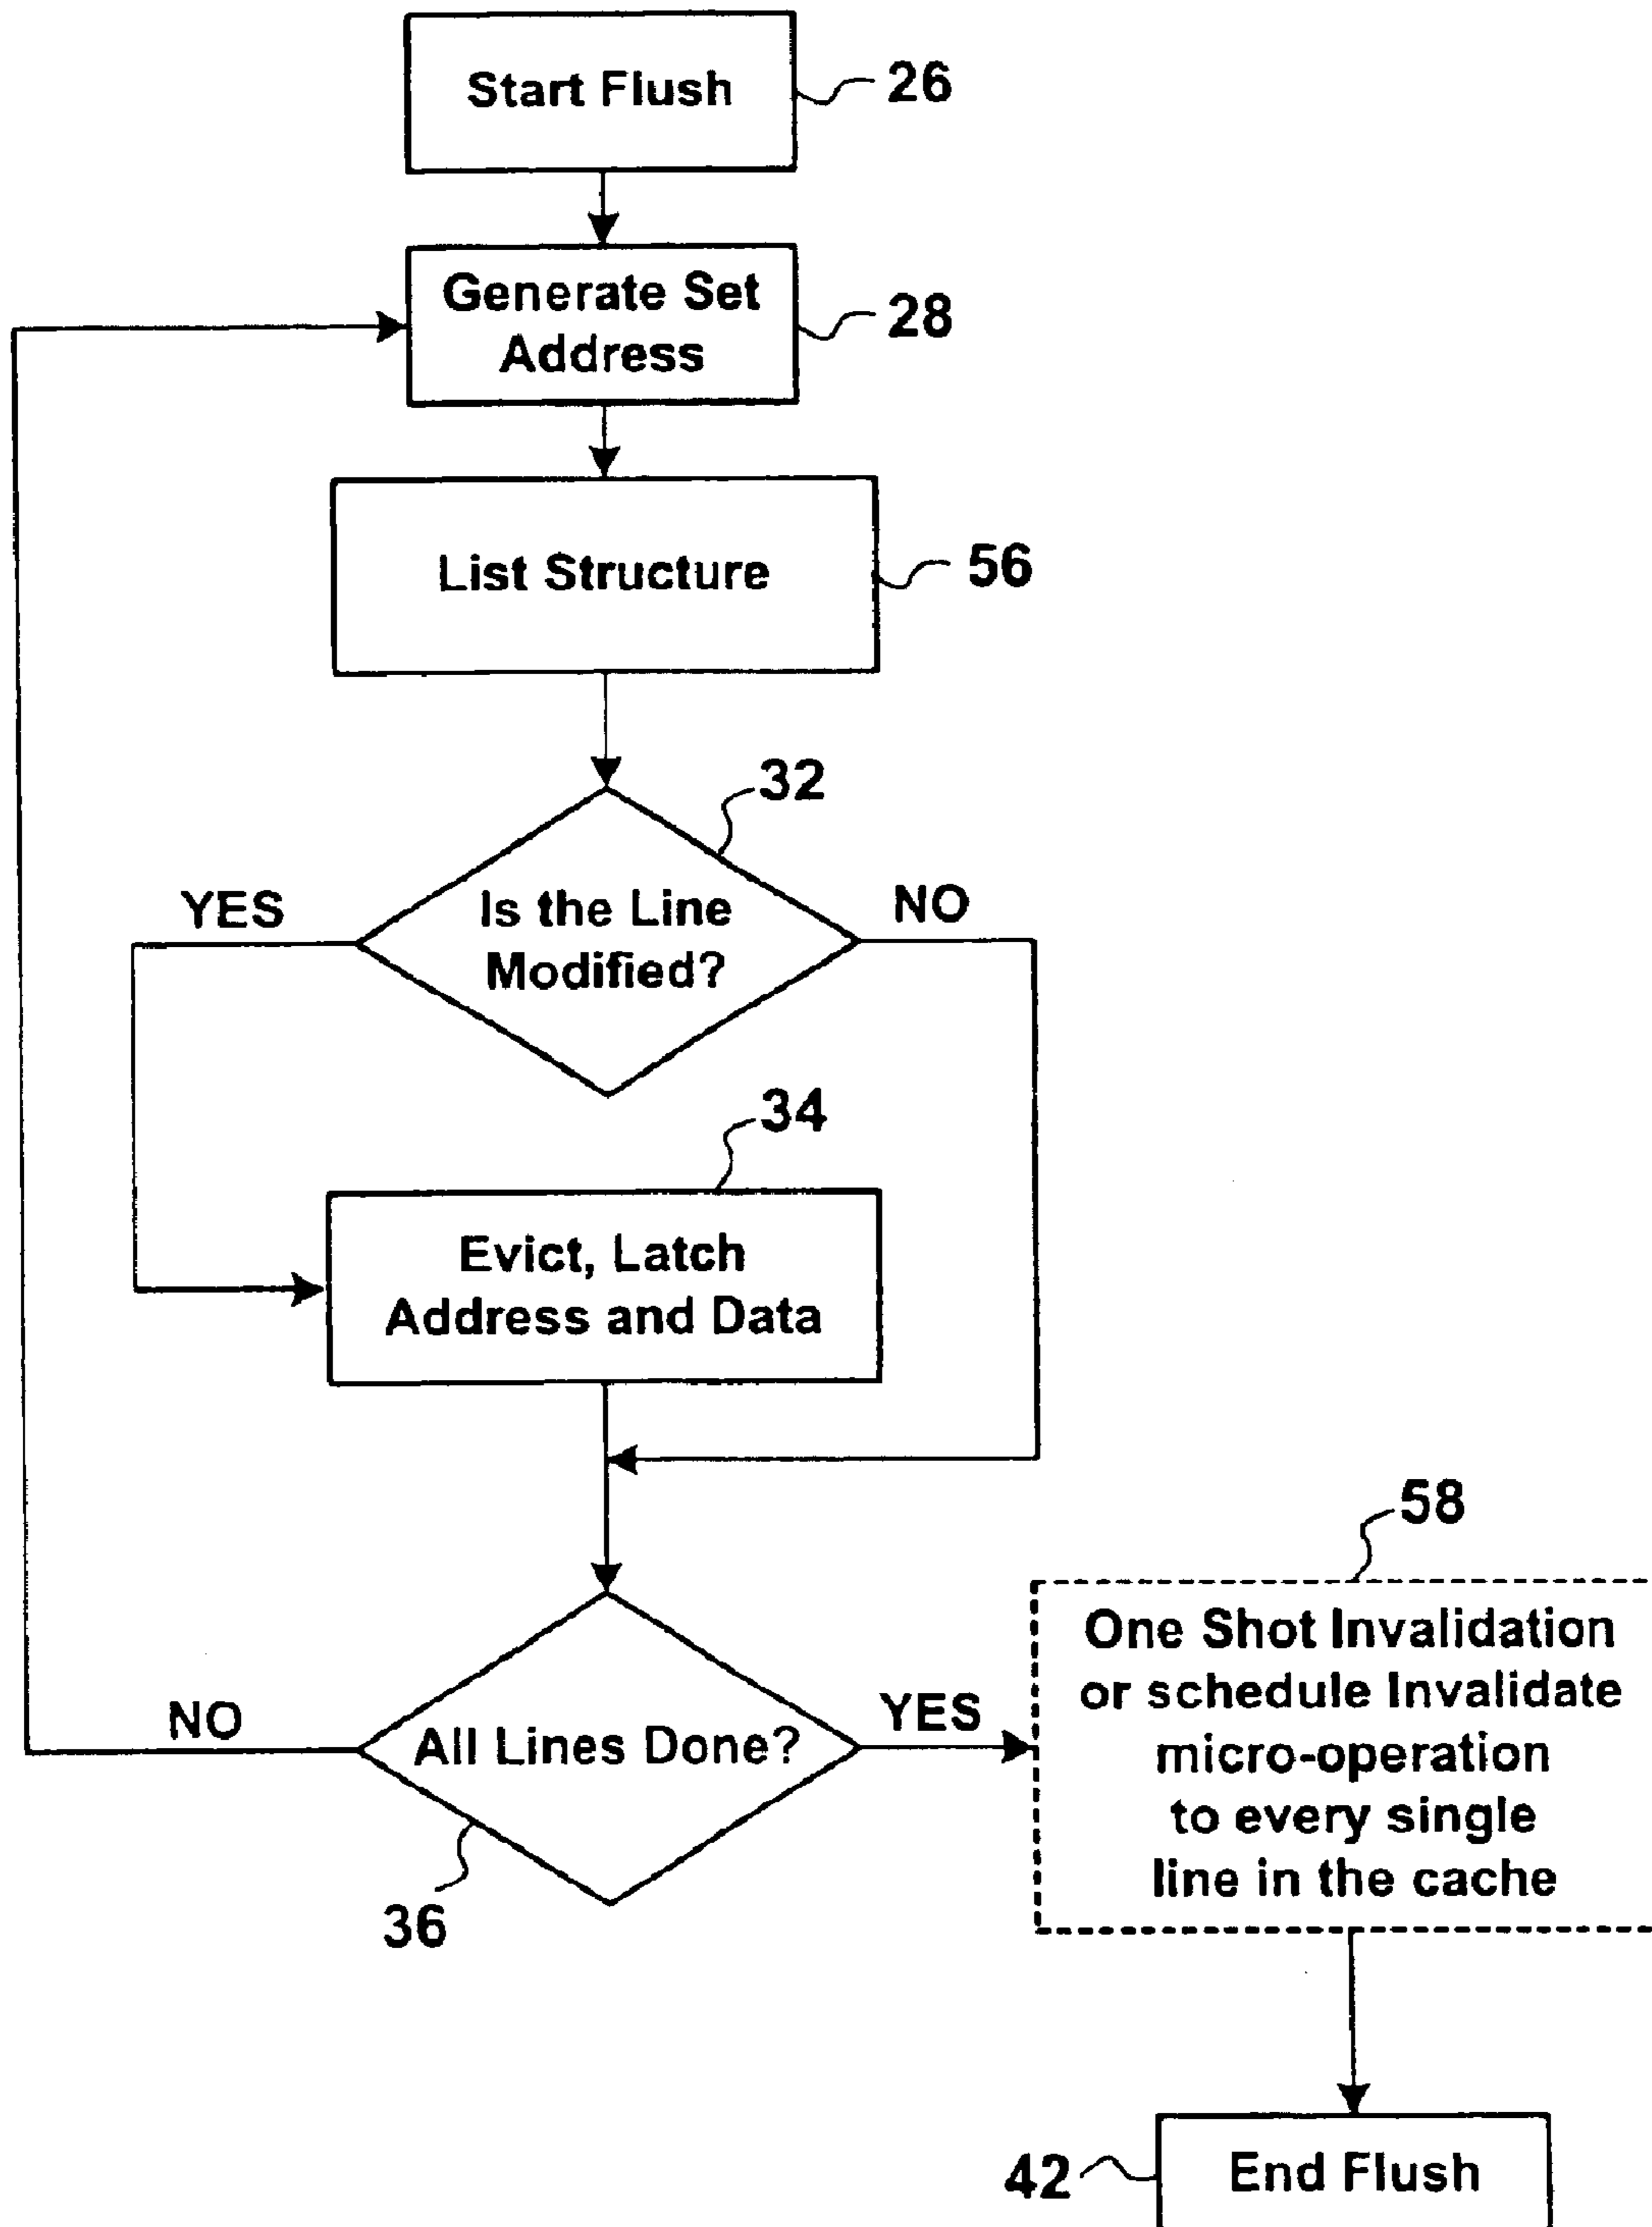 Start Flush
26
Generate Set
Address
28
List Structure
56
32
YES
Is the Line
Modified?
NO
34
Evict, Latch
Address and Data
58
One Shot Invalidation
or schedule Invalidate
micro-operation
to every single
line in the cache
NO
All Lines Done?
YES
36
42
End Flush